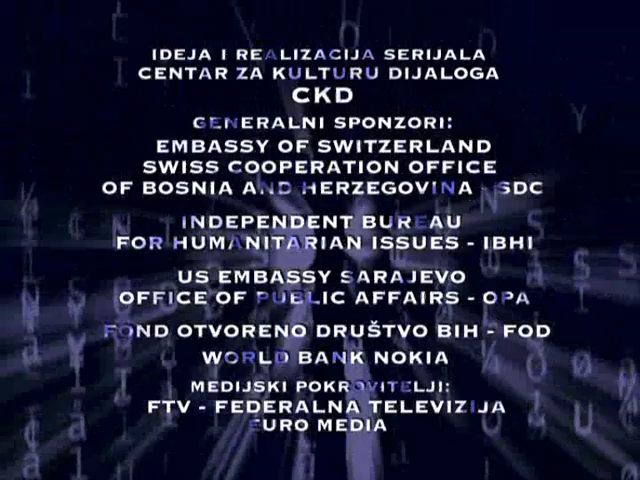 IDEJA I REALIZACIJA SERIJALA
CENTAR ZA KULTURU DIJALOGA
CKD
GENERALNI SPONZORI:
EMBASSY OF SWITZERLAND
SWISS COOPERATION OFFICE
OF BOSNIA AND HERZEGOVINA - SDC
INDEPENDENT BUREAU
FOR HUMANITARIAN ISSUES - IBHI
US EMBASSY SARAJEVO
OFFICE OF PUBLIC AFFAIRS - OPA
FOND OTVORENO DRUŠTVO BIH - FOD
WORLD BANK NOKIA
MEDIJSKI POKROVITELJI:
FTV - FEDERALNA TELEVIZIJA
EURO MEDIA